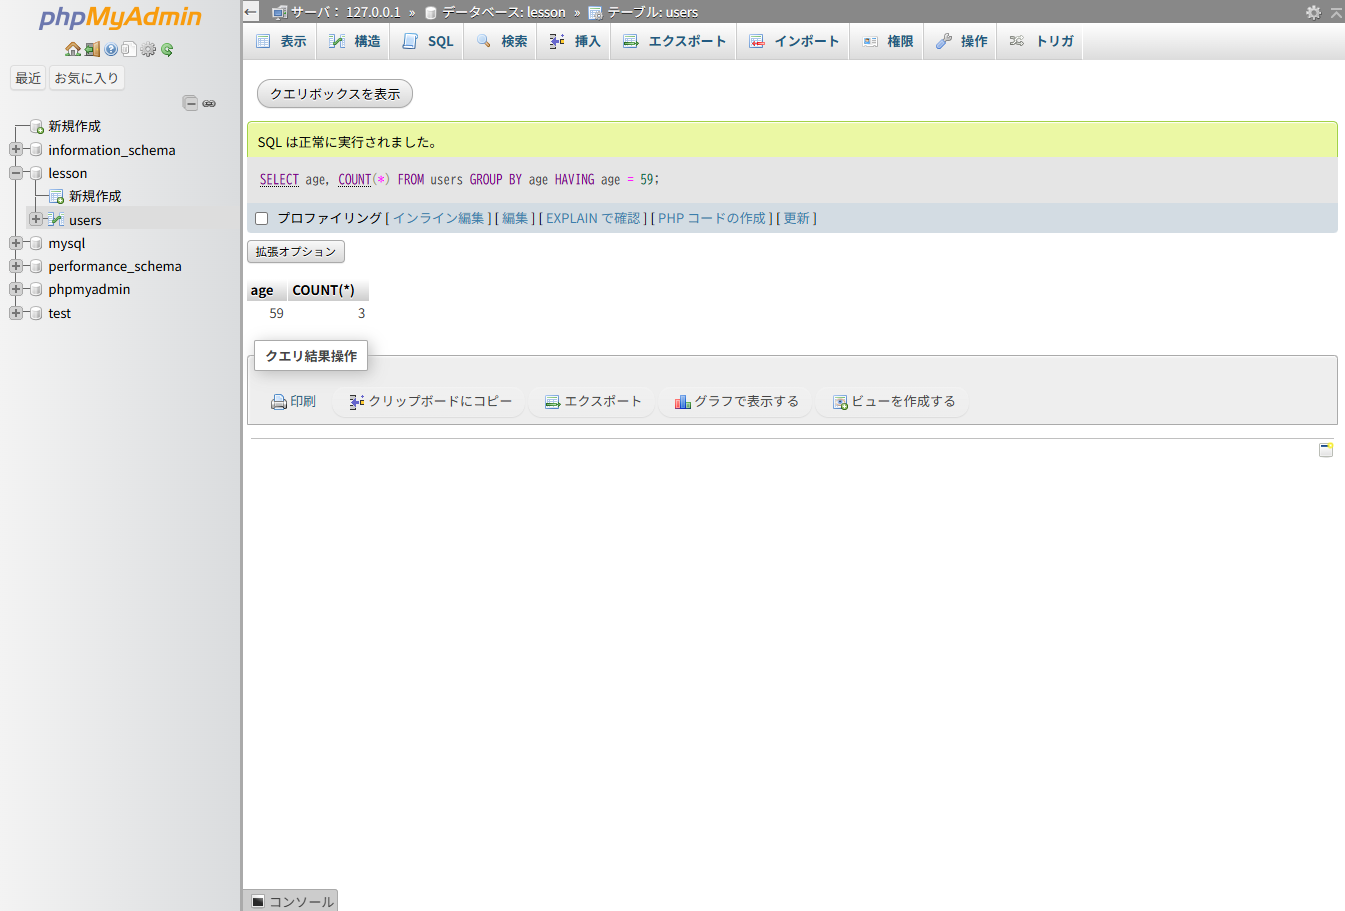 phpMyAdmin
最近 お気に入り
新規作成
information_schema
lesson
新規作成
users
mysql
performance_schema
phpmyadmin
test
サーバ: 127.0.0.1 » データベース: lesson » テーブル: users
表示 構造 SQL 検索 挿入 エクスポート インポート 権限 操作 トリガ
クエリボックスを表示
SQL は正常に実行されました。
SELECT age, COUNT(*) FROM users GROUP BY age HAVING age = 59;
プロファイリング [ インライン編集 ] [ 編集 ] [ EXPLAIN で確認 ] [ PHP コードの作成 ] [ 更新 ]
拡張オプション
age COUNT(*)
59 3
クエリ結果操作
印刷 クリップボードにコピー エクスポート グラフで表示する ビューを作成する
コンソール